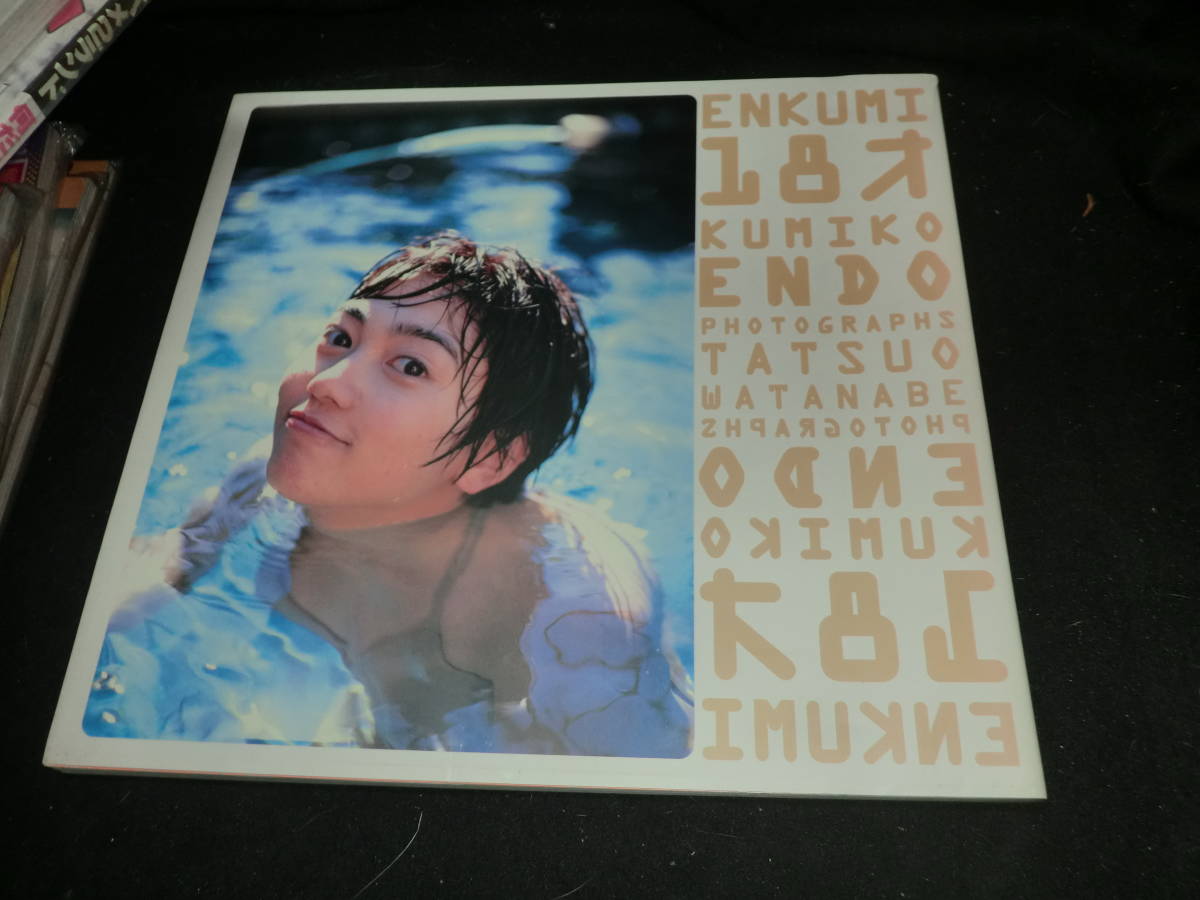 ENKUMI
18才
KUMIKO
ENDO
PHOTOGRAPHS
TATSUO
WATANABE
PHOTOGRAPHS
ENDO
KUMIKO
18才
ENKUMI